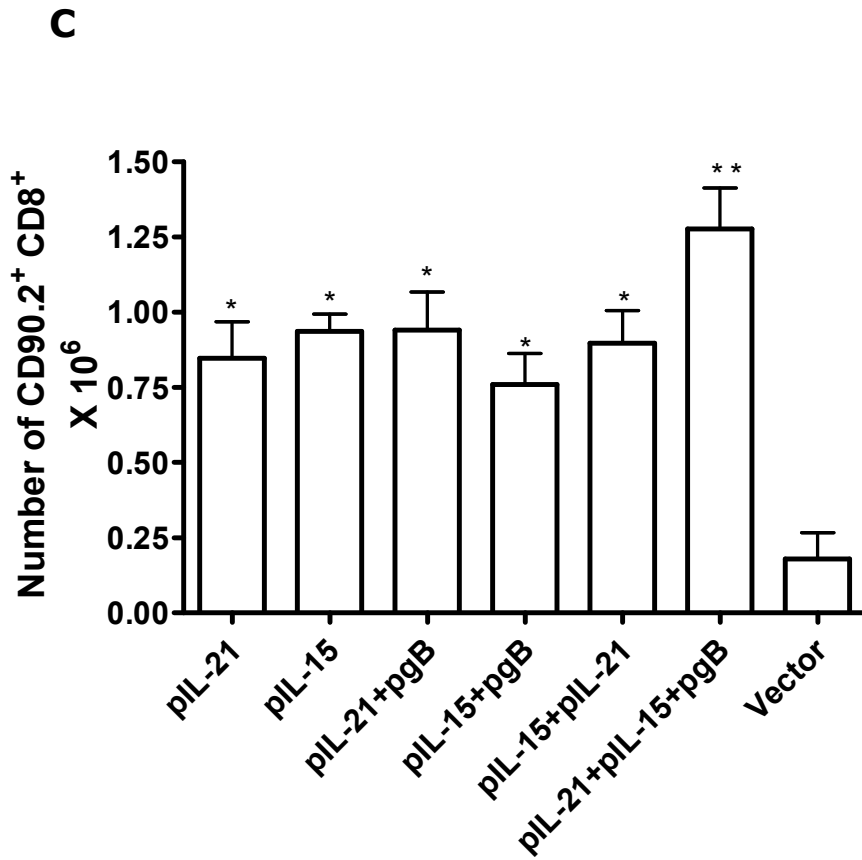 C
Number of CD90.2⁺ CD8⁺
X 10⁶
1.50
1.25
1.00
0.75
0.50
0.25
0.00
*
*
*
*
*
**
pIL-21
pIL-15
pIL-21+pgB
pIL-15+pgB
pIL-15+pIL-21
pIL-21+pIL-15+pgB
Vector